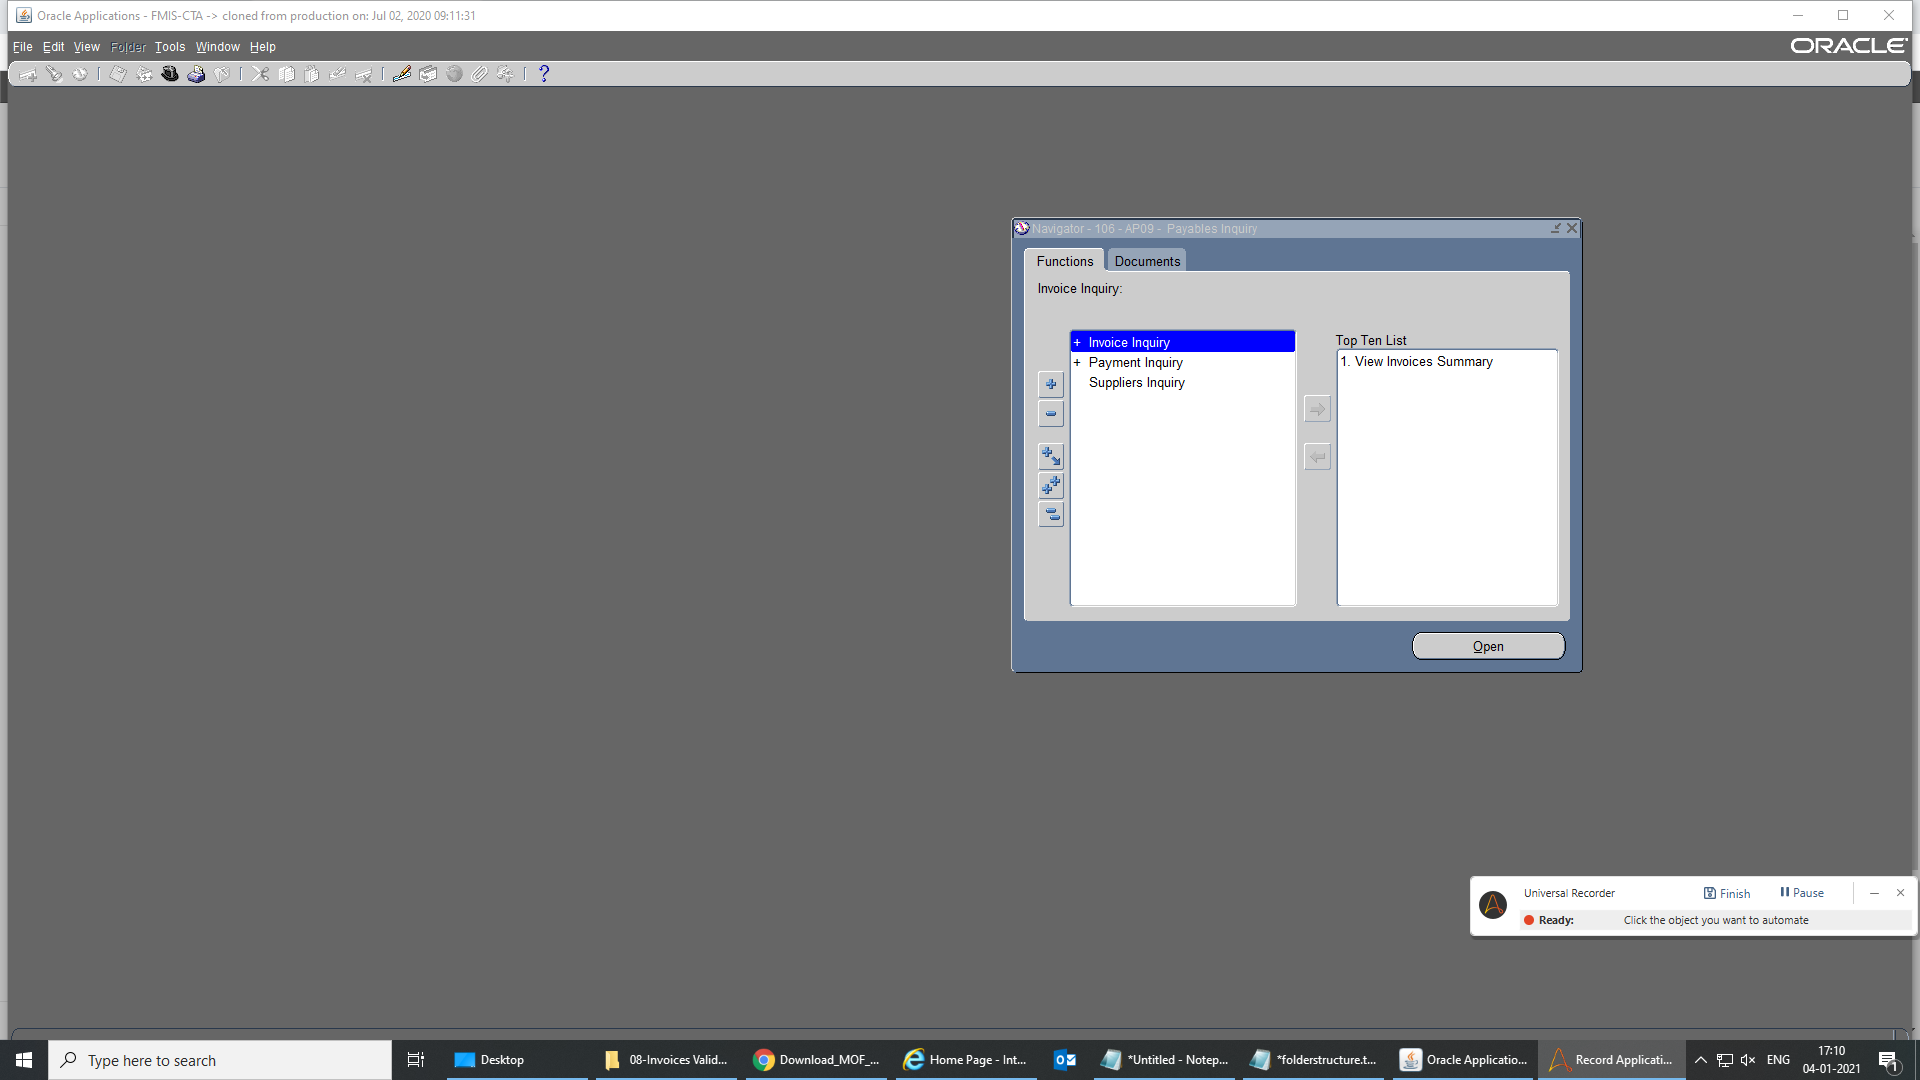 Oracle Applications - FMIS-CTA -> cloned from production on: Jul 02, 2020 09:11:31
File Edit View Folder Tools Window Help
ORACLE
Navigator - 106 - AP09 - Payables Inquiry
Functions Documents
Invoice Inquiry:
Top Ten List
+ Invoice Inquiry
+ Payment Inquiry
Suppliers Inquiry
1. View Invoices Summary
Open
Universal Recorder Finish Pause
Ready: Click the object you want to automate
Type here to search
Desktop
08-Invoices Valid...
Download_MOF_...
Home Page - Int...
*Untitled - Notep...
*folderstructure.t...
Oracle Applicatio...
Record Applicati...
ENG
17:10
04-01-2021
1